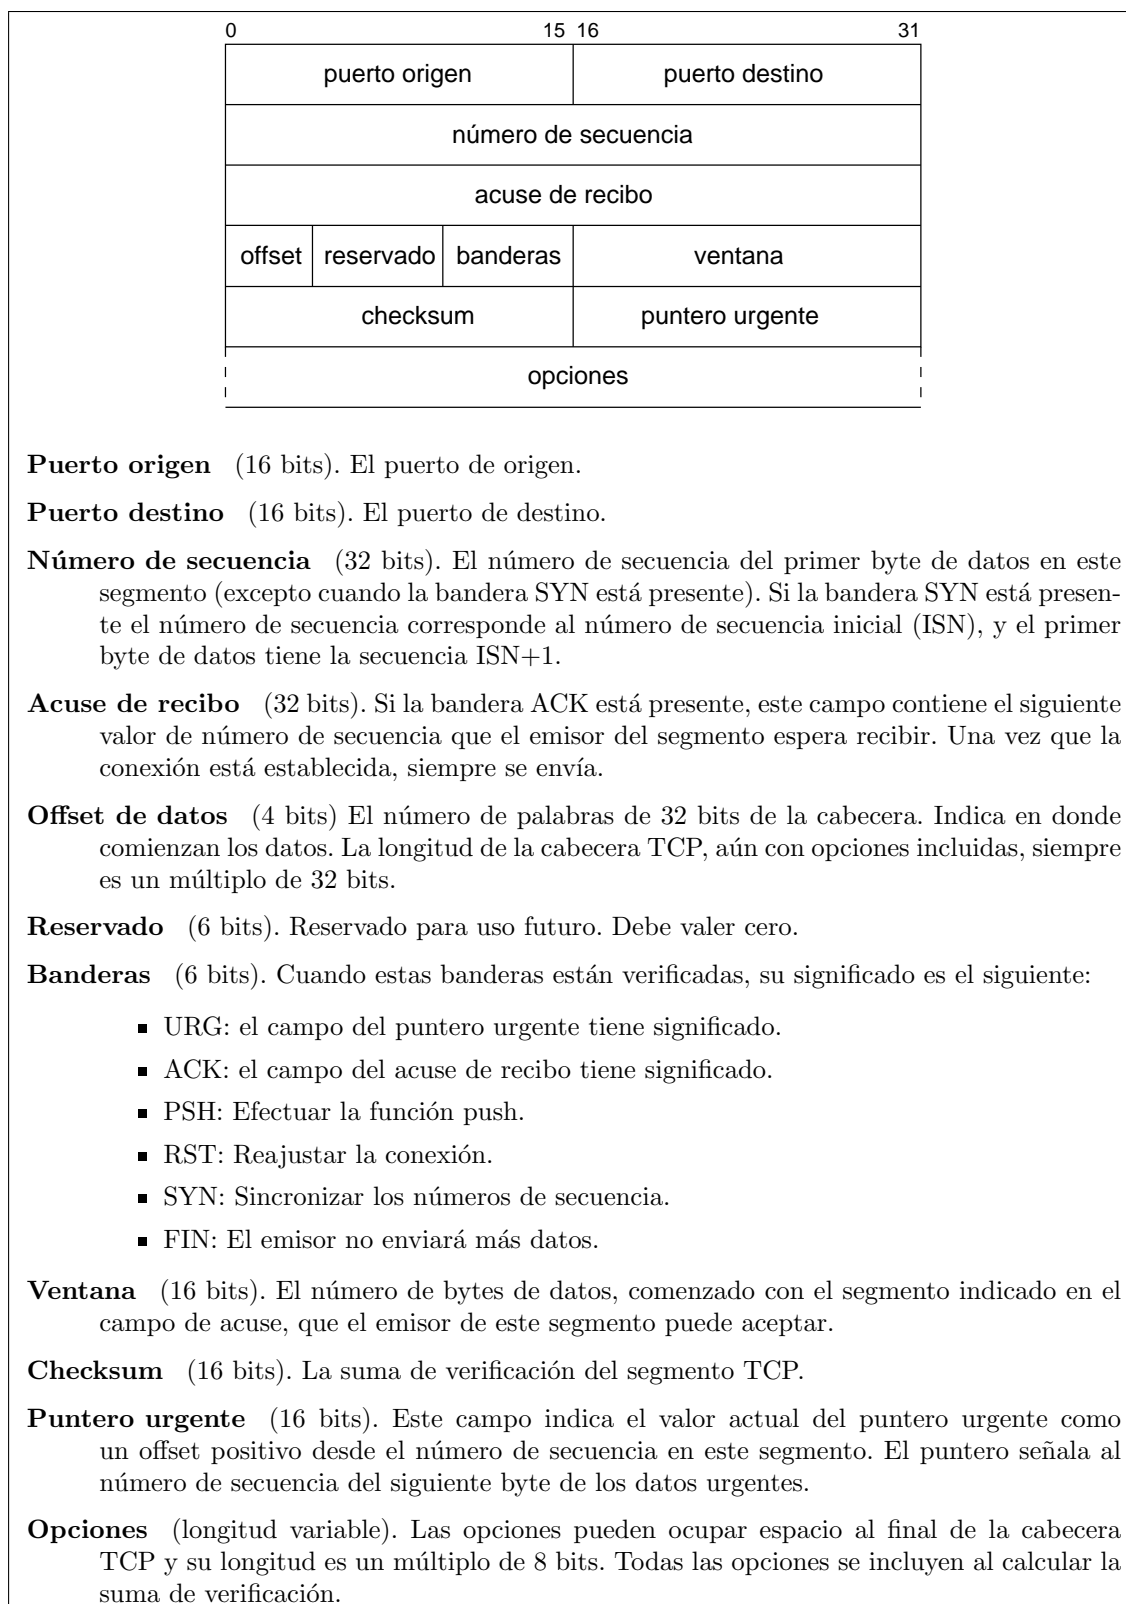 0 15 16 31
puerto origen puerto destino
número de secuencia
acuse de recibo
offset reservado banderas ventana
checksum puntero urgente
opciones
Puerto origen (16 bits). El puerto de origen.
Puerto destino (16 bits). El puerto de destino.
Número de secuencia (32 bits). El número de secuencia del primer byte de datos en este
segmento (excepto cuando la bandera SYN está presente). Si la bandera SYN está presen-
te el número de secuencia corresponde al número de secuencia inicial (ISN), y el primer
byte de datos tiene la secuencia ISN+1.
Acuse de recibo (32 bits). Si la bandera ACK está presente, este campo contiene el siguiente
valor de número de secuencia que el emisor del segmento espera recibir. Una vez que la
conexión está establecida, siempre se envía.
Offset de datos (4 bits) El número de palabras de 32 bits de la cabecera. Indica en donde
comienzan los datos. La longitud de la cabecera TCP, aún con opciones incluidas, siempre
es un múltiplo de 32 bits.
Reservado (6 bits). Reservado para uso futuro. Debe valer cero.
Banderas (6 bits). Cuando estas banderas están verificadas, su significado es el siguiente:
▪ URG: el campo del puntero urgente tiene significado.
▪ ACK: el campo del acuse de recibo tiene significado.
▪ PSH: Efectuar la función push.
▪ RST: Reajustar la conexión.
▪ SYN: Sincronizar los números de secuencia.
▪ FIN: El emisor no enviará más datos.
Ventana (16 bits). El número de bytes de datos, comenzado con el segmento indicado en el
campo de acuse, que el emisor de este segmento puede aceptar.
Checksum (16 bits). La suma de verificación del segmento TCP.
Puntero urgente (16 bits). Este campo indica el valor actual del puntero urgente como
un offset positivo desde el número de secuencia en este segmento. El puntero señala al
número de secuencia del siguiente byte de los datos urgentes.
Opciones (longitud variable). Las opciones pueden ocupar espacio al final de la cabecera
TCP y su longitud es un múltiplo de 8 bits. Todas las opciones se incluyen al calcular la
suma de verificación.